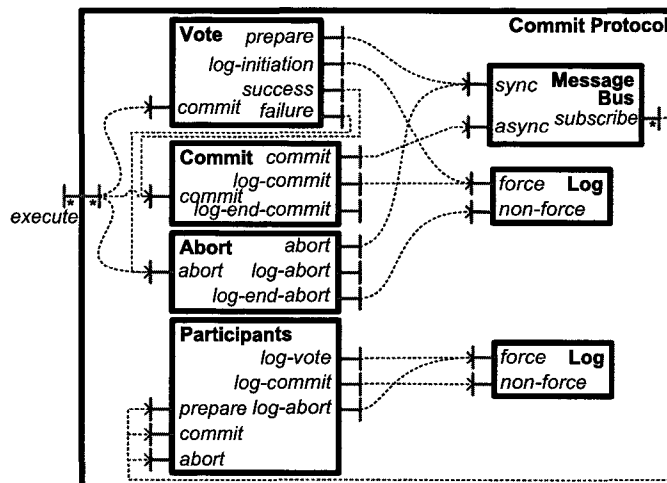 Commit Protocol
Vote
prepare
log-initiation
success
commit
failure
Message
Bus
sync
subscribe
*
async
Commit
commit
log-commit
commit
log-end-commit
force
Log
non-force
* *
execute
Abort
abort
abort
log-abort
log-end-abort
Participants
log-vote
log-commit
prepare log-abort
commit
abort
force
Log
non-force